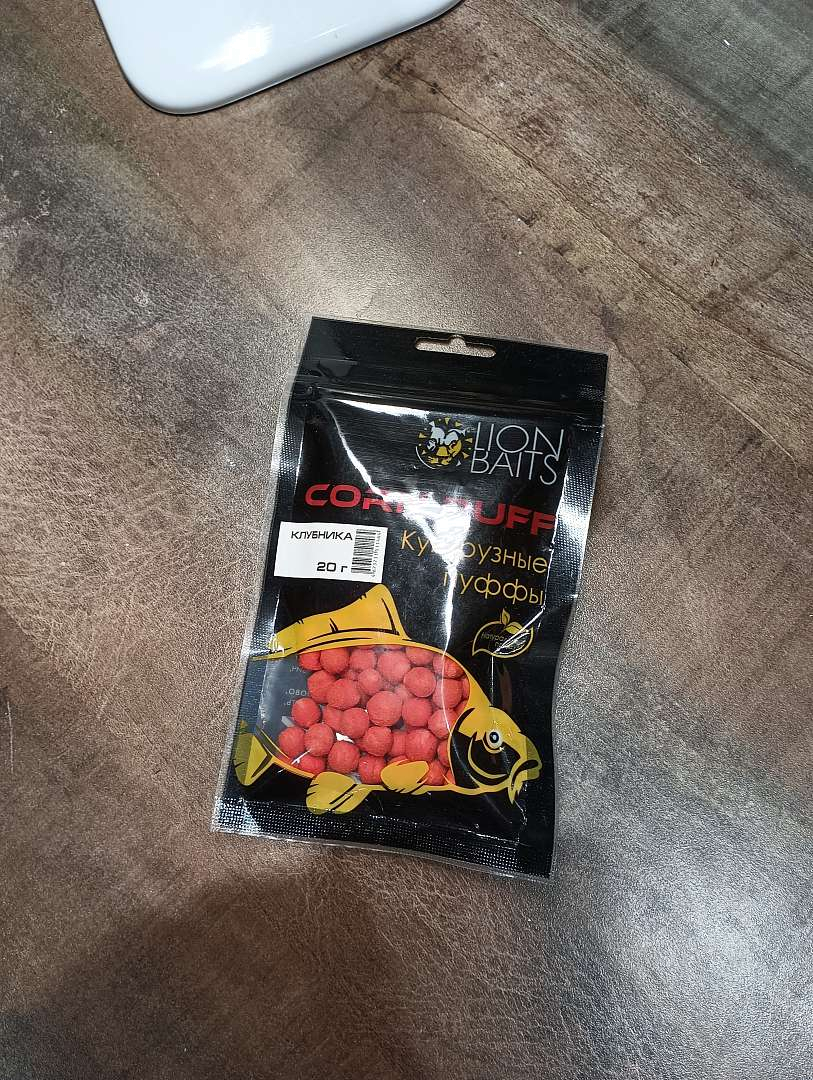 LION
BAITS
CORN PUFF
КЛУБНИКА
20 г
Кукурузные
пуффы